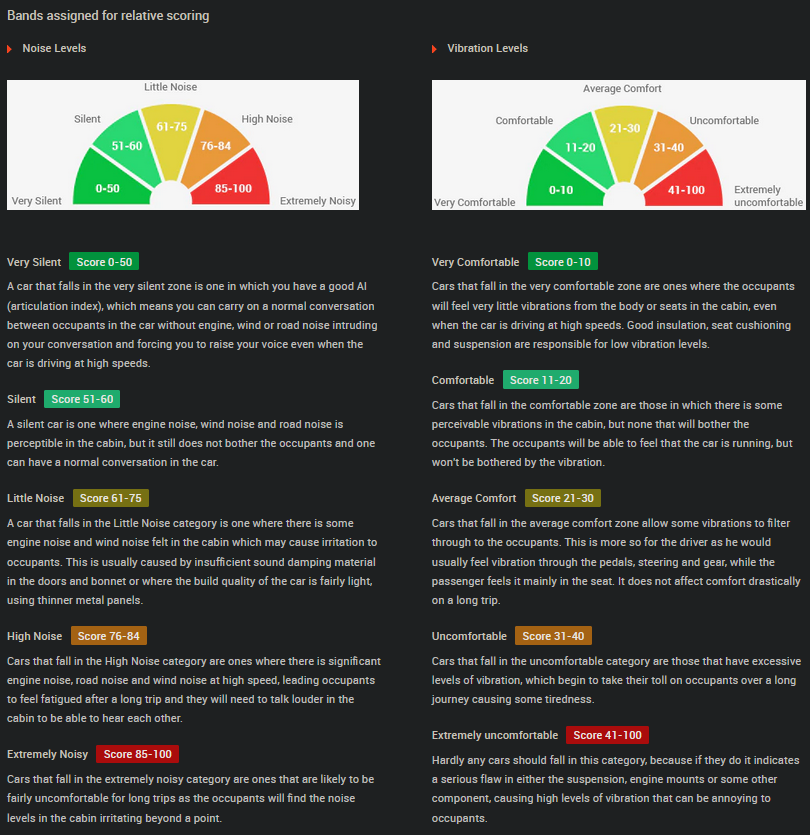 Bands assigned for relative scoring
Noise Levels
Little Noise
Silent
High Noise
61-75
51-60
76-84
0-50
85-100
Very Silent
Extremely Noisy
Very Silent Score 0-50
A car that falls in the very silent zone is one in which you have a good AI
(articulation index), which means you can carry on a normal conversation
between occupants in the car without engine, wind or road noise intruding
on your conversation and forcing you to raise your voice even when the
car is driving at high speeds.
Silent Score 51-60
A silent car is one where engine noise, wind noise and road noise is
perceptible in the cabin, but it still does not bother the occupants and one
can have a normal conversation in the car.
Little Noise Score 61-75
A car that falls in the Little Noise category is one where there is some
engine noise and wind noise felt in the cabin which may cause irritation to
occupants. This is usually caused by insufficient sound damping material
in the doors and bonnet or where the build quality of the car is fairly light,
using thinner metal panels.
High Noise Score 76-84
Cars that fall in the High Noise category are ones where there is significant
engine noise, road noise and wind noise at high speed, leading occupants
to feel fatigued after a long trip and they will need to talk louder in the
cabin to be able to hear each other.
Extremely Noisy Score 85-100
Cars that fall in the extremely noisy category are ones that are likely to be
fairly uncomfortable for long trips as the occupants will find the noise
levels in the cabin irritating beyond a point.
Vibration Levels
Average Comfort
Comfortable
Uncomfortable
21-30
11-20
31-40
0-10
41-100
Very Comfortable
Extremely
uncomfortable
Very Comfortable Score 0-10
Cars that fall in the very comfortable zone are ones where the occupants
will feel very little vibrations from the body or seats in the cabin, even
when the car is driving at high speeds. Good insulation, seat cushioning
and suspension are responsible for low vibration levels.
Comfortable Score 11-20
Cars that fall in the comfortable zone are those in which there is some
perceivable vibrations in the cabin, but none that will bother the
occupants. The occupants will be able to feel that the car is running, but
won't be bothered by the vibration.
Average Comfort Score 21-30
Cars that fall in the average comfort zone allow some vibrations to filter
through to the occupants. This is more so for the driver as he would
usually feel vibration through the pedals, steering and gear, while the
passenger feels it mainly in the seat. It does not affect comfort drastically
on a long trip.
Uncomfortable Score 31-40
Cars that fall in the uncomfortable category are those that have excessive
levels of vibration, which begin to take their toll on occupants over a long
journey causing some tiredness.
Extremely uncomfortable Score 41-100
Hardly any cars should fall in this category, because if they do it indicates
a serious flaw in either the suspension, engine mounts or some other
component, causing high levels of vibration that can be annoying to
occupants.